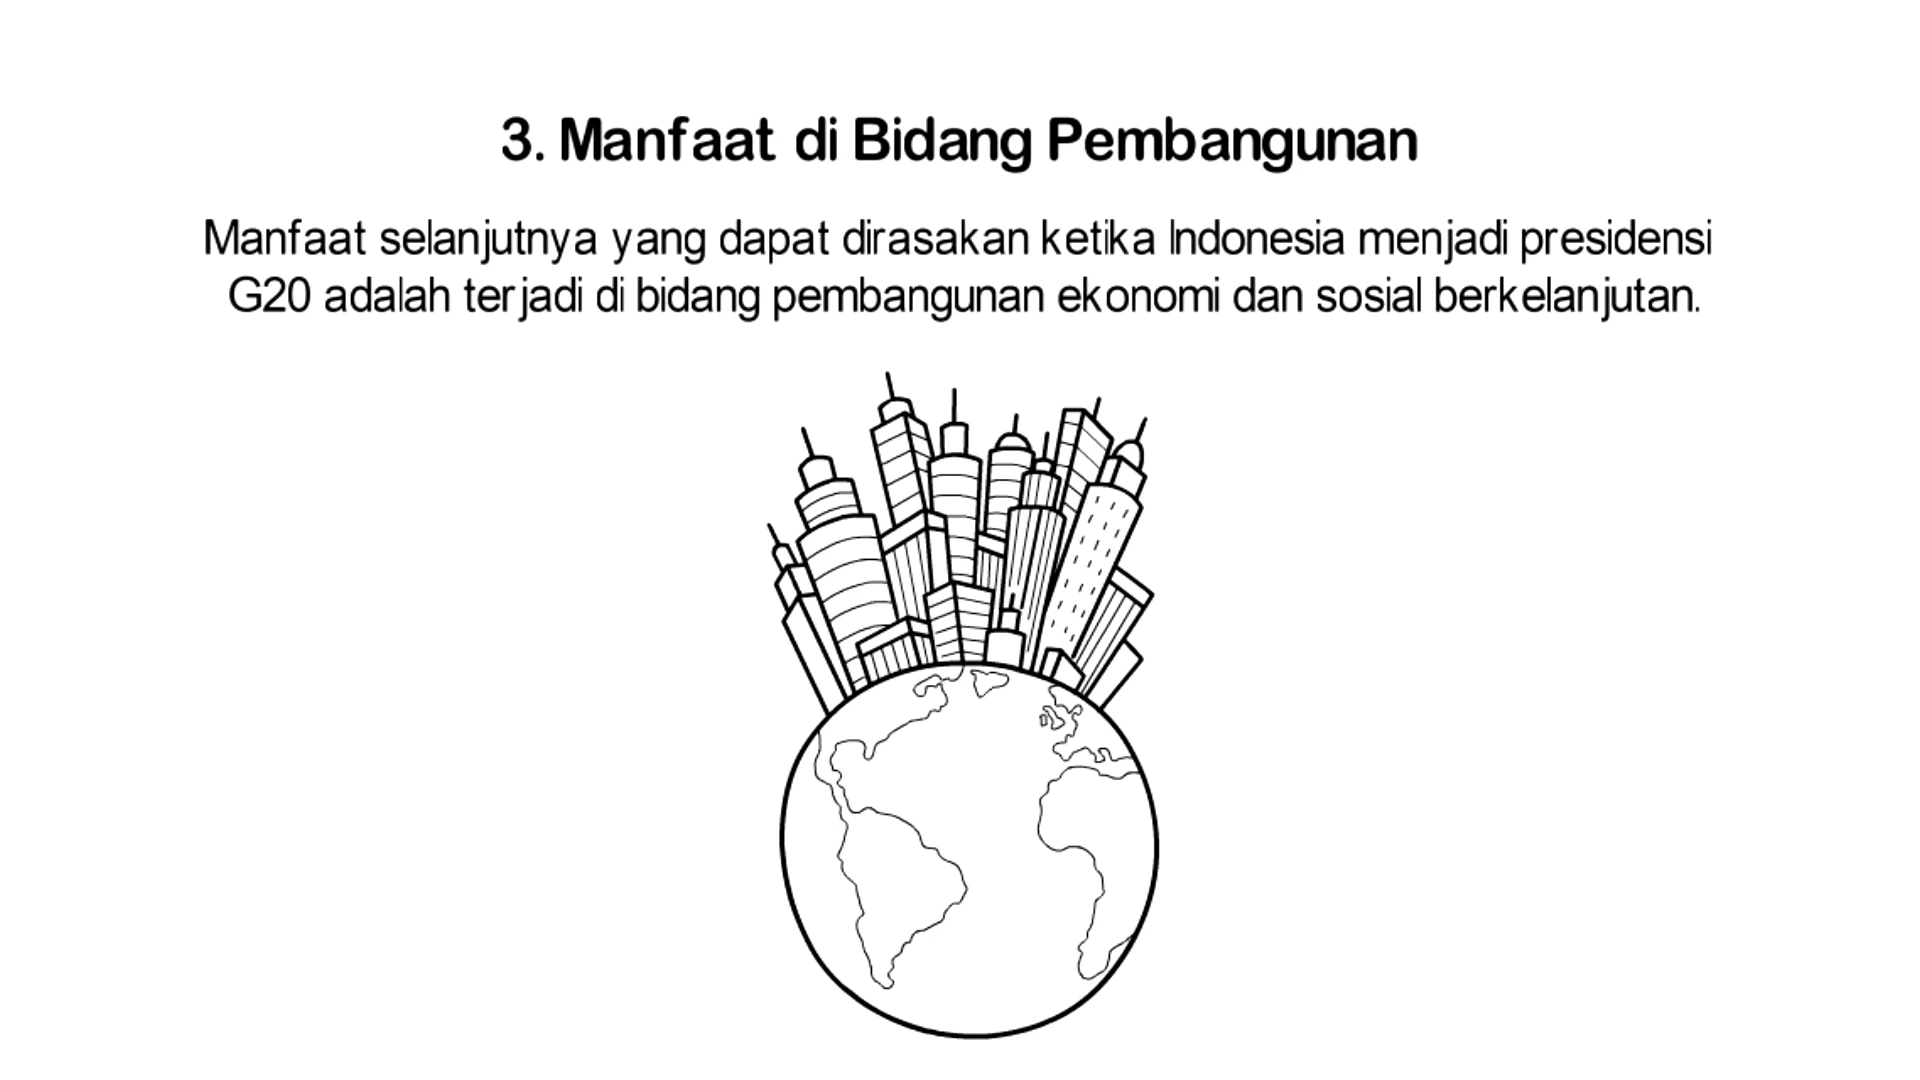 3. Manfaat di Bidang Pembangunan
Manfaat selanjutnya yang dapat dirasakan ketika Indonesia menjadi presidensi
G20 adalah terjadi di bidang pembangunan ekonomi dan sosial berkelanjutan.